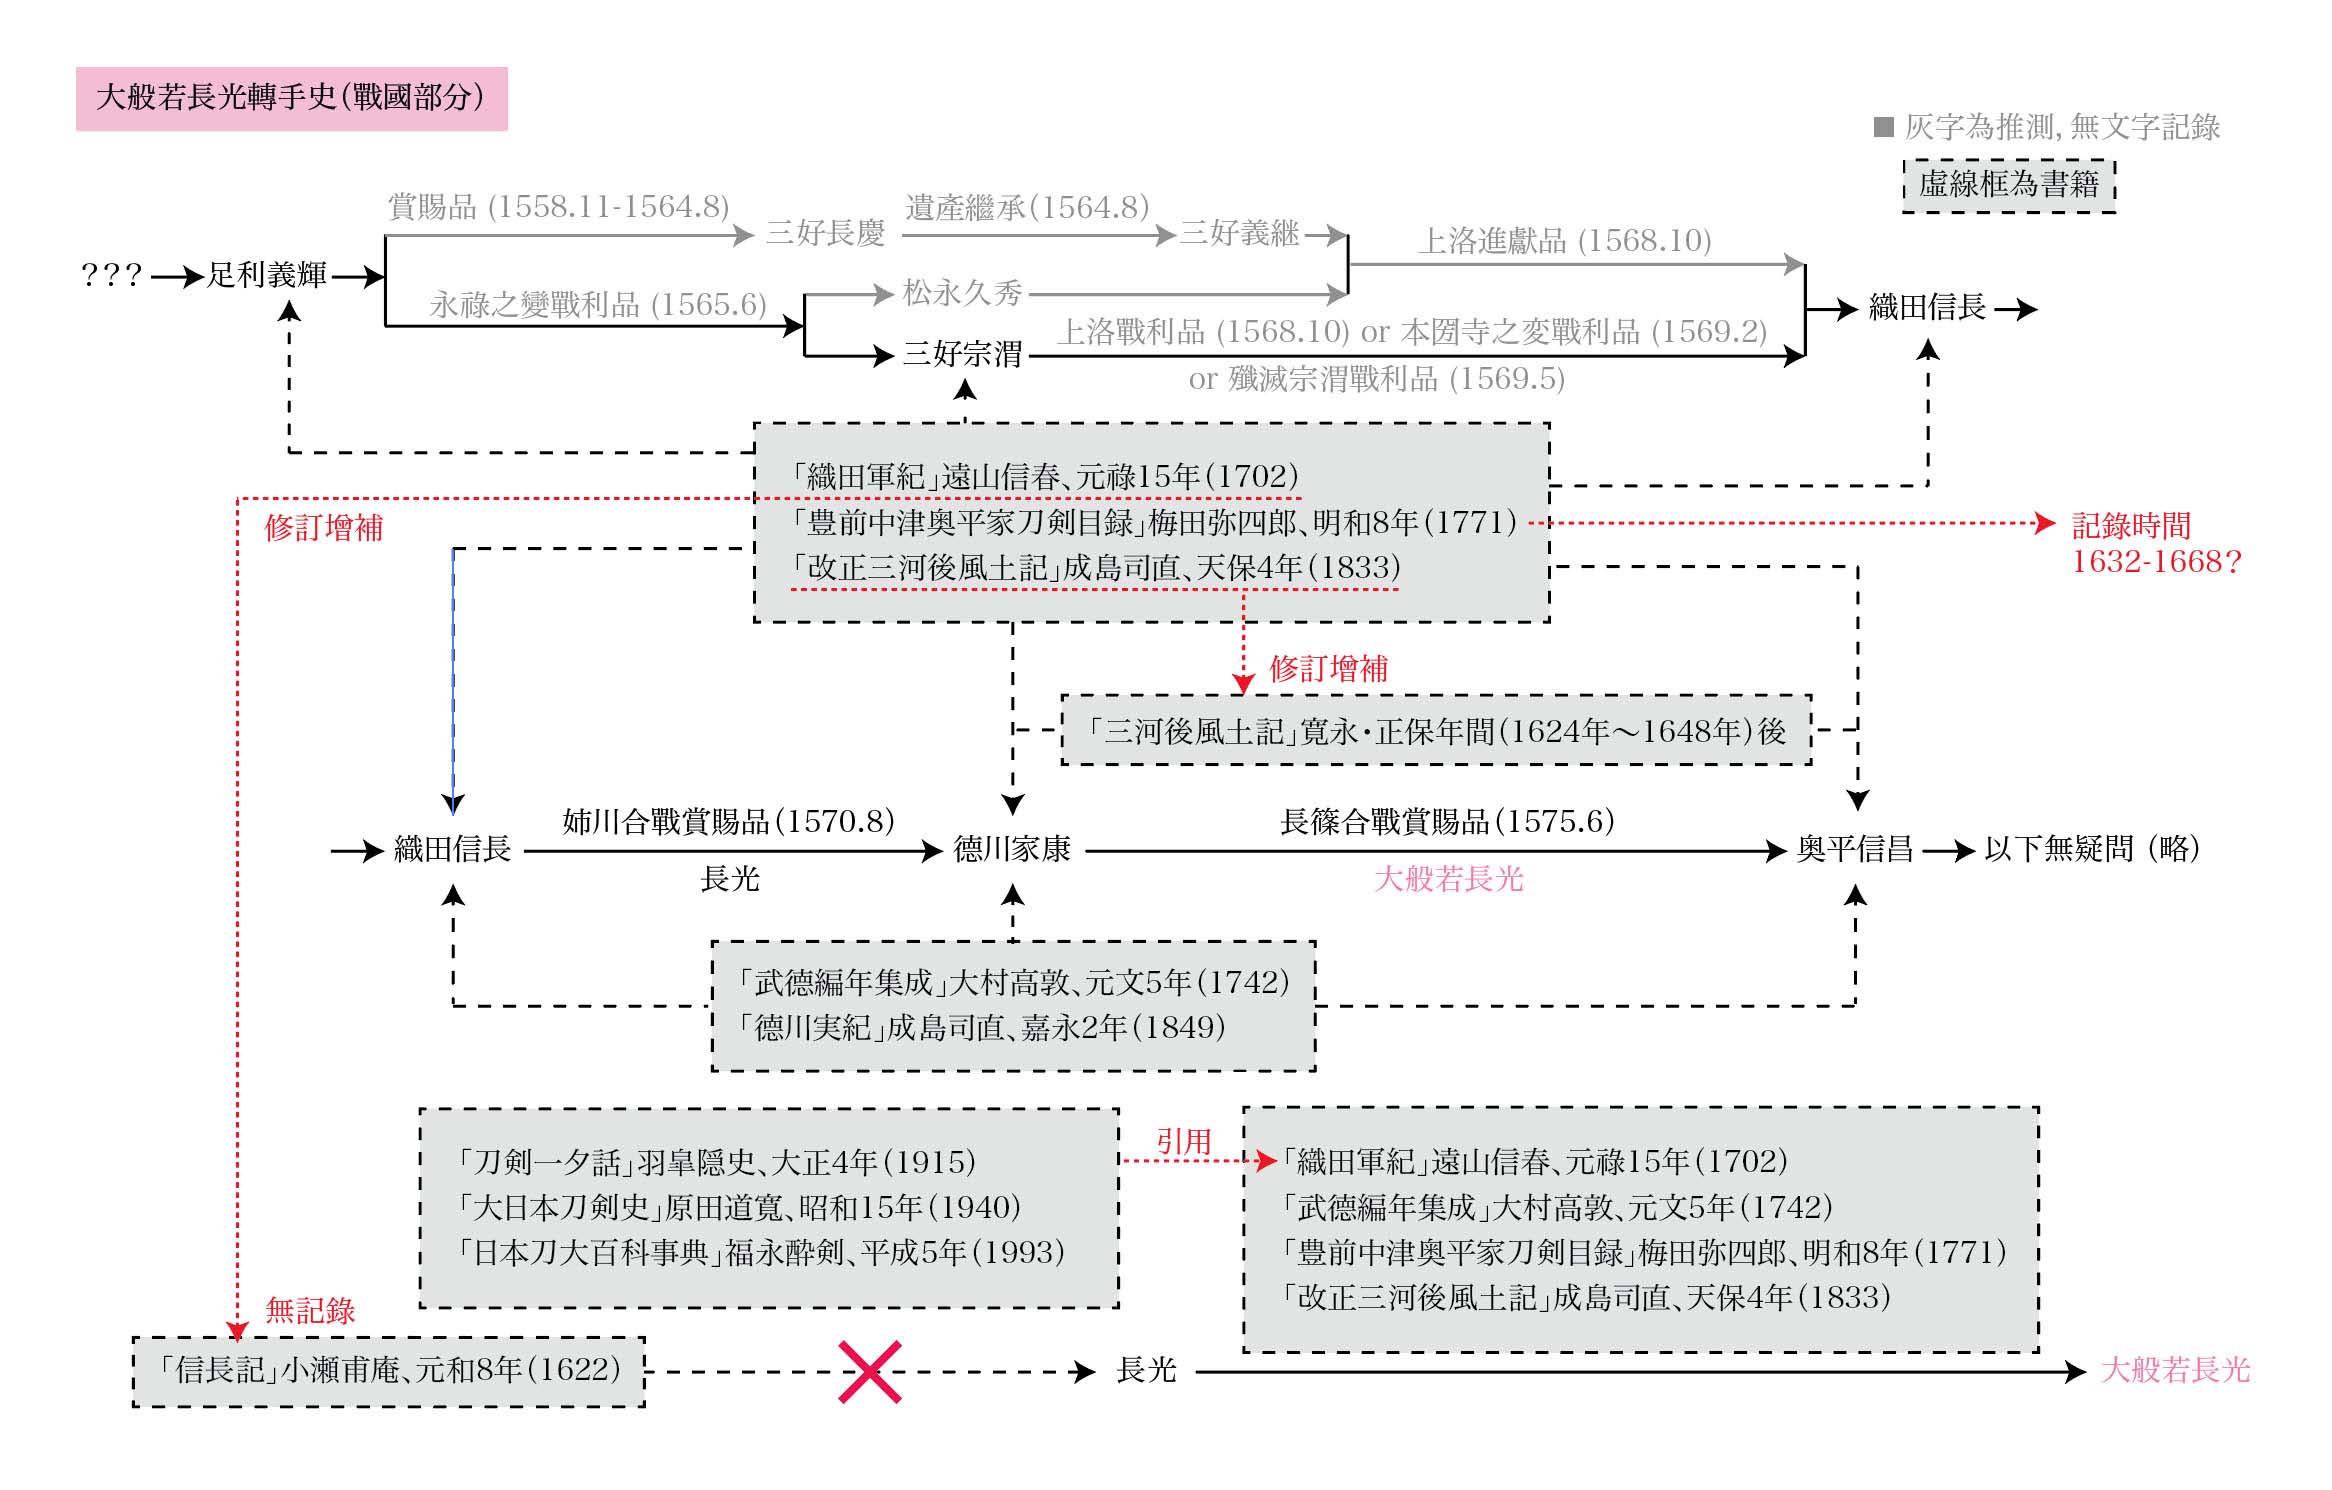 大般若長光轉手史(戰國部分)
灰字為推測,無文字記錄
虛線框為書籍
賞賜品 (1558.11-1564.8)
三好長慶
遺產繼承(1564.8)
三好義継
上洛進獻品 (1568.10)
???
足利義輝
永祿之變戰利品 (1565.6)
松永久秀
三好宗渭
上洛戰利品 (1568.10) or 本圀寺之変戰利品 (1569.2)
or 殲滅宗渭戰利品 (1569.5)
織田信長
「織田軍紀」遠山信春、元祿15年(1702)
「豊前中津奥平家刀剣目録」梅田弥四郎、明和8年(1771)
「改正三河後風土記」成島司直、天保4年(1833)
修訂增補
記錄時間
1632-1668?
修訂增補
「三河後風土記」寛永・正保年間(1624年～1648年)後
織田信長
姉川合戰賞賜品(1570.8)
長光
德川家康
長篠合戰賞賜品(1575.6)
大般若長光
奥平信昌
以下無疑問 (略)
「武德編年集成」大村高敦、元文5年(1742)
「德川実紀」成島司直、嘉永2年(1849)
「刀剣一夕話」羽皐隠史、大正4年(1915)
「大日本刀剣史」原田道寛、昭和15年(1940)
「日本刀大百科事典」福永酔剣、平成5年(1993)
引用
「織田軍紀」遠山信春、元祿15年(1702)
「武德編年集成」大村高敦、元文5年(1742)
「豊前中津奥平家刀剣目録」梅田弥四郎、明和8年(1771)
「改正三河後風土記」成島司直、天保4年(1833)
無記錄
「信長記」小瀬甫庵、元和8年(1622)
長光
大般若長光